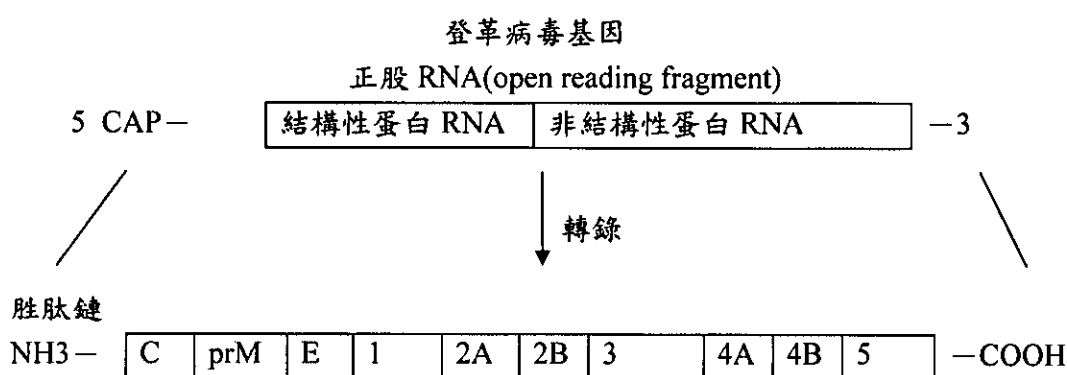 登革病毒基因
正股 RNA(open reading fragment)
5 CAP— 結構性蛋白 RNA 非結構性蛋白 RNA —3
轉錄
胜肽鏈
NH3— C prM E 1 2A 2B 3 4A 4B 5 —COOH